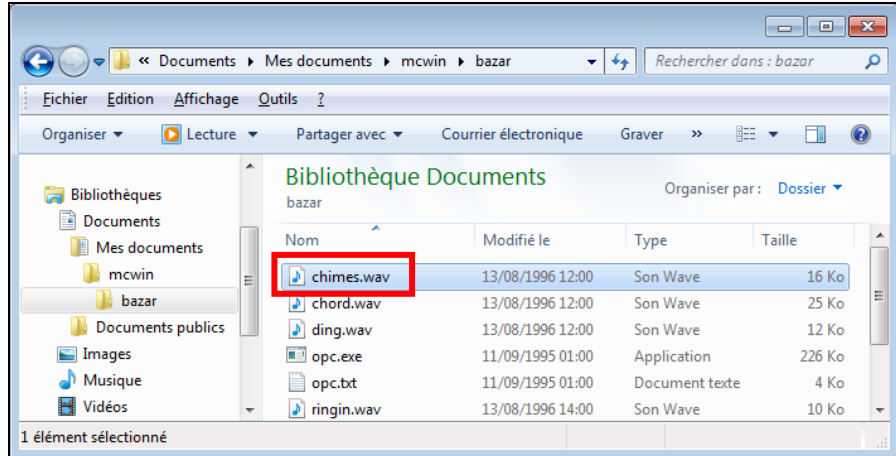 « Documents ▸ Mes documents ▸ mcwin ▸ bazar Rechercher dans : bazar
Fichier Edition Affichage Outils ?
Organiser Lecture Partager avec Courrier électronique Graver »
Bibliothèques
Documents
Mes documents
mcwin
bazar
Documents publics
Images
Musique
Vidéos
Bibliothèque Documents
bazar
Organiser par : Dossier
Nom Modifié le Type Taille
chimes.wav 13/08/1996 12:00 Son Wave 16 Ko
chord.wav 13/08/1996 12:00 Son Wave 25 Ko
ding.wav 13/08/1996 12:00 Son Wave 12 Ko
opc.exe 11/09/1995 01:00 Application 226 Ko
opc.txt 11/09/1995 01:00 Document texte 4 Ko
ringin.wav 13/08/1996 14:00 Son Wave 10 Ko
1 élément sélectionné